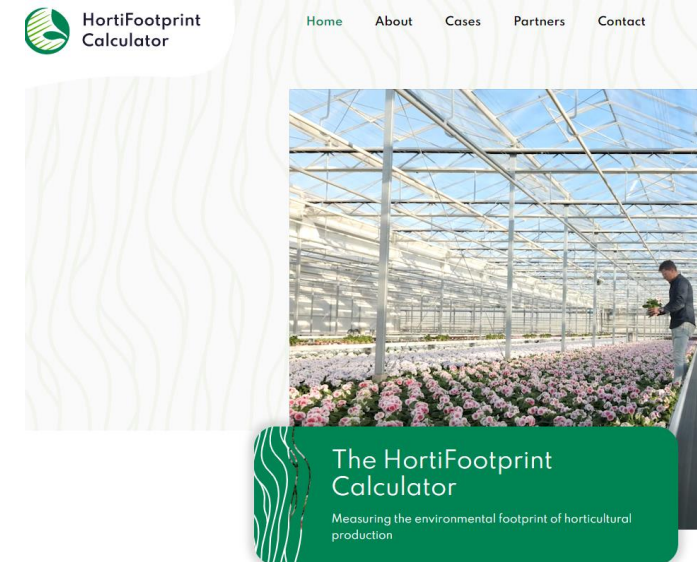 HortiFootprint
Calculator
Home About Cases Partners Contact
The HortiFootprint
Calculator
Measuring the environmental footprint of horticultural
production